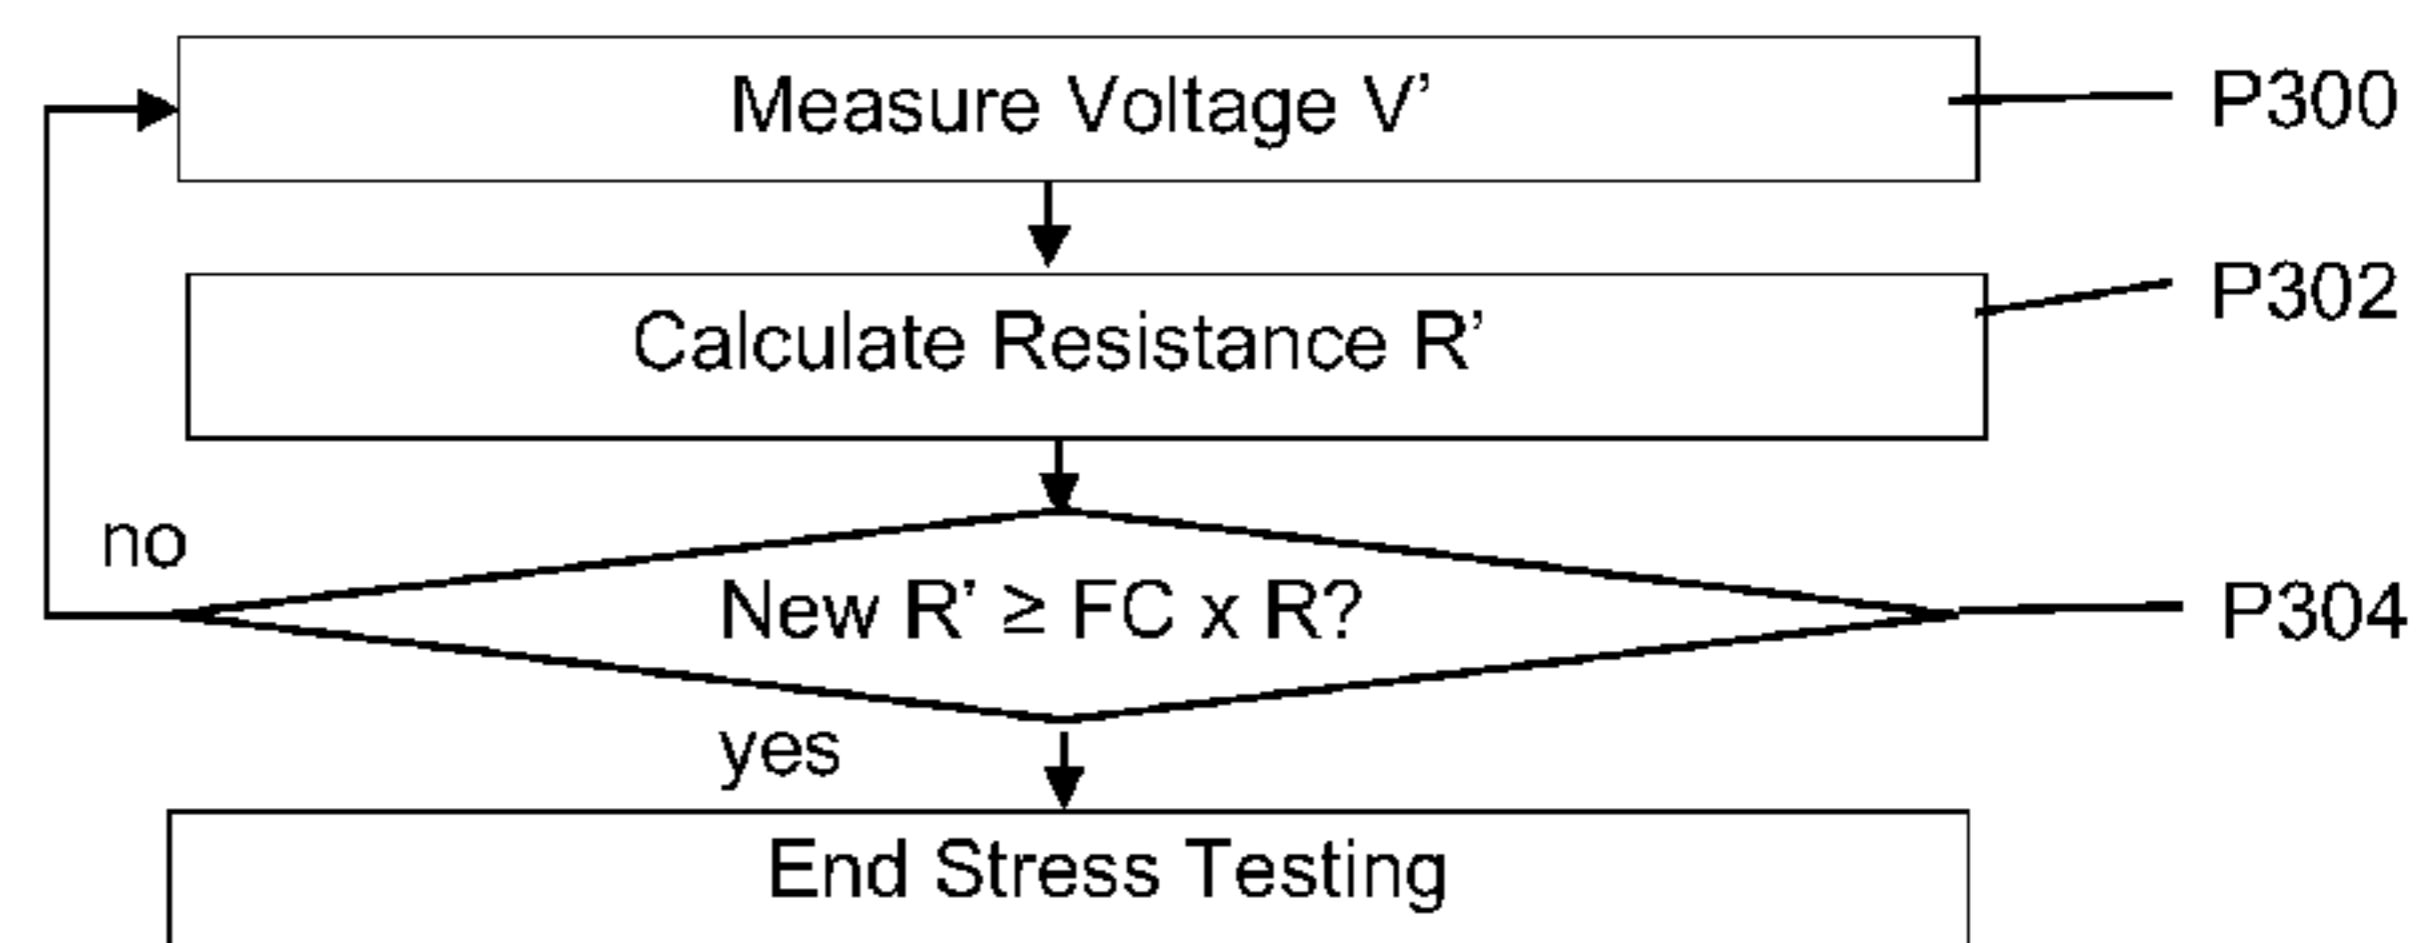 Measure Voltage V’
P300
Calculate Resistance R’
P302
no
New R’ ≥ FC x R?
P304
yes
End Stress Testing